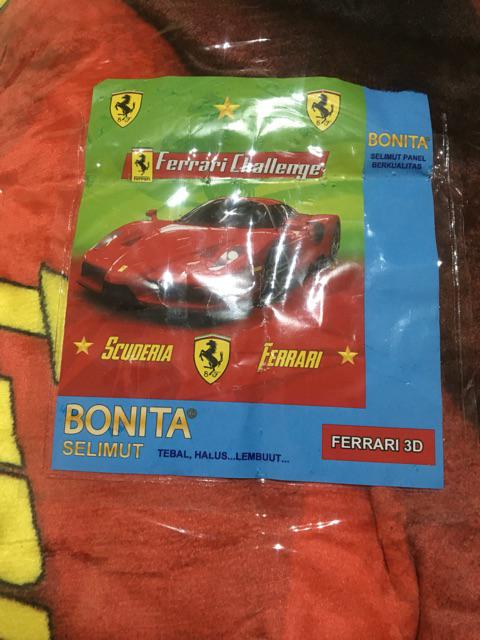 Ferrari Challenge
BONITA®
SELIMUT PANEL
BERKUALITAS
SCUDERIA FERRARI
BONITA®
SELIMUT
TEBAL, HALUS...LEMBUUT...
FERRARI 3D